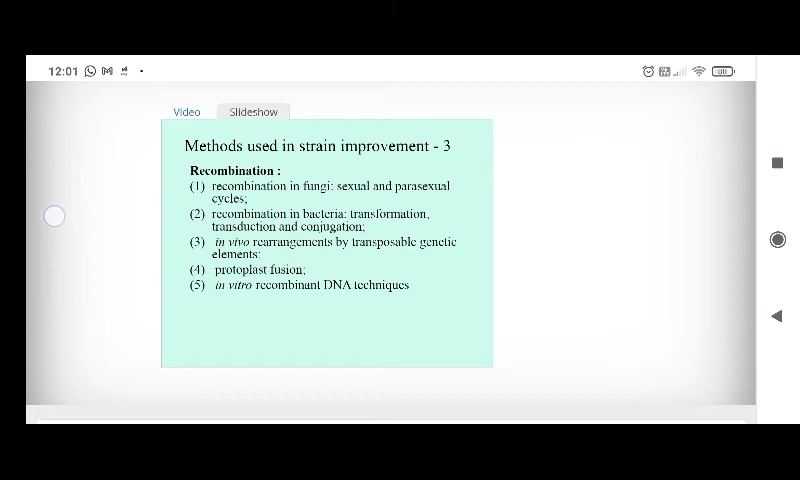 12:01
Video Slideshow
Methods used in strain improvement - 3
Recombination :
(1) recombination in fungi: sexual and parasexual
cycles;
(2) recombination in bacteria: transformation,
transduction and conjugation;
(3) in vivo rearrangements by transposable genetic
elements;
(4) protoplast fusion;
(5) in vitro recombinant DNA techniques